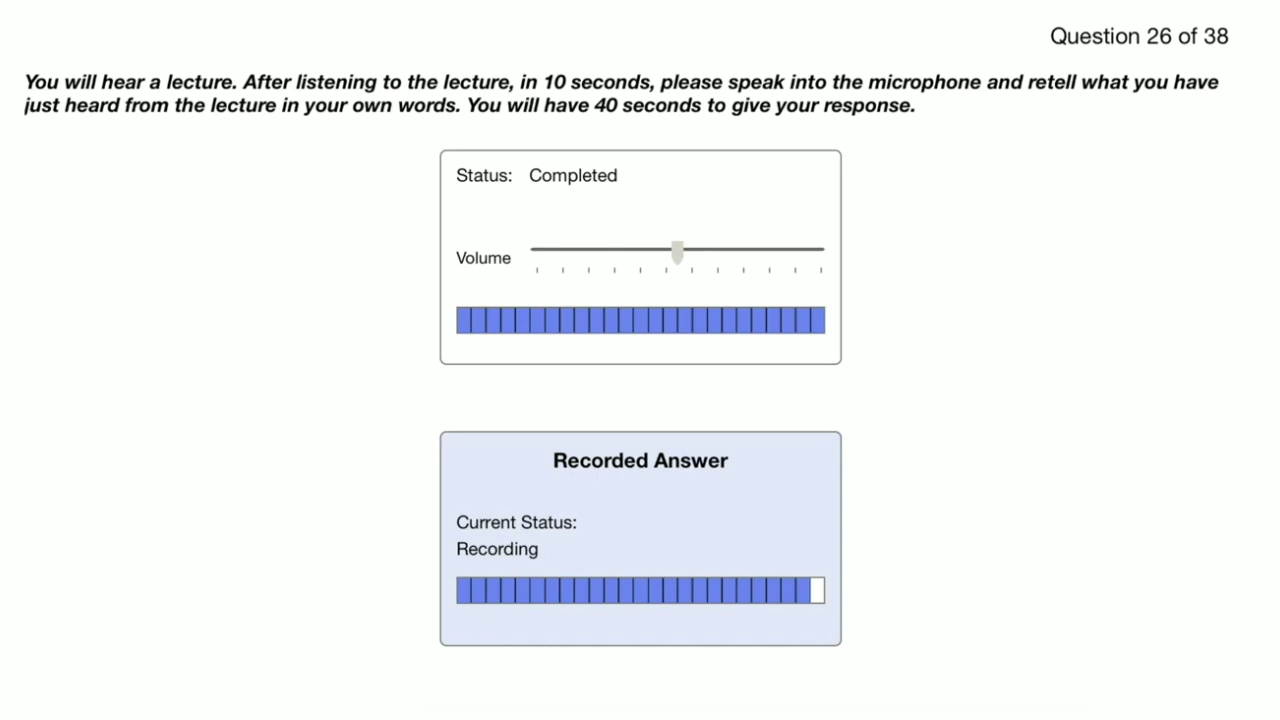 Question 26 of 38
You will hear a lecture. After listening to the lecture, in 10 seconds, please speak into the microphone and retell what you have
just heard from the lecture in your own words. You will have 40 seconds to give your response.
Status: Completed
Volume
Recorded Answer
Current Status:
Recording